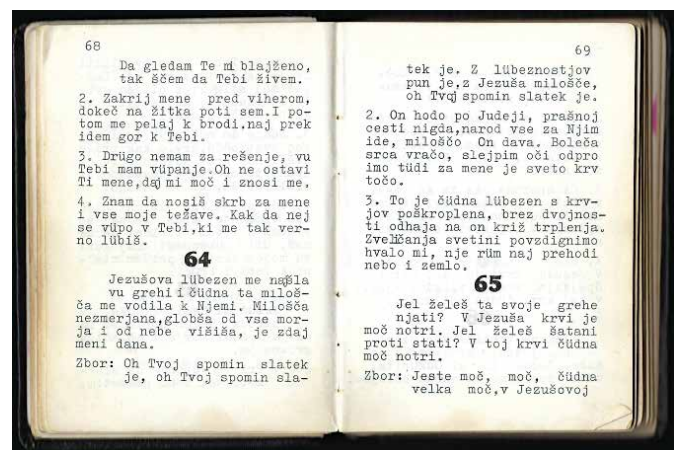 68
Da gledam Te mi blajženo,
tak ščem da Tebi živem.
2. Zakrij mene pred viherom,
dokeč na žitka poti sem.I po-
tom me pelaj k brodi,naj prek
idem gor k Tebi.
3. Drügo nemam za rešenje, vu
Tebi mam vüpanje.Oh ne ostavi
Ti mene,daj mi moč i znosi me.
4. Znam da nosiš skrb za mene
i vse moje težave. Kak da nej
se vüpo v Tebi,ki me tak ver-
no lübiš.
64
Jezušova lübezen me najšla
vu grehi i čüdna ta miloš-
ča me vodila k Njemi. Milošča
nezmerjana,globša od vse mor-
ja i od nebe višiša, je zdaj
meni dana.
Zbor: Oh Tvoj spomin slatek
je, oh Tvoj spomin sla-
69
tek je. Z lübeznostjov
pun je,z Jezuša milošče,
oh Tvoj spomin slatek je.
2. On hodo po Judeji, prašnoj
cesti nigda,narod vse za Njim
ide, miloščo On dava. Boleča
srca vračo, slejpim oči odpro
imo tüdi za mene je sveto krv
točo.
3. To je čüdna lübezen s krv-
jov poškroplena, brez dvojnos-
ti odhaja na on križ trplenja.
Zveličanja svetini povzdignimo
hvalo mi, nje rüm naj prehodi
nebo i zemlo.
65
Jel želeš ta svoje grehe
njati? V Jezuša krvi je
moč notri. Jel želeš šatani
proti stati? V toj krvi čüdna
moč notri.
Zbor: Jeste moč, moč, čüdna
velka moč,v Jezušovoj